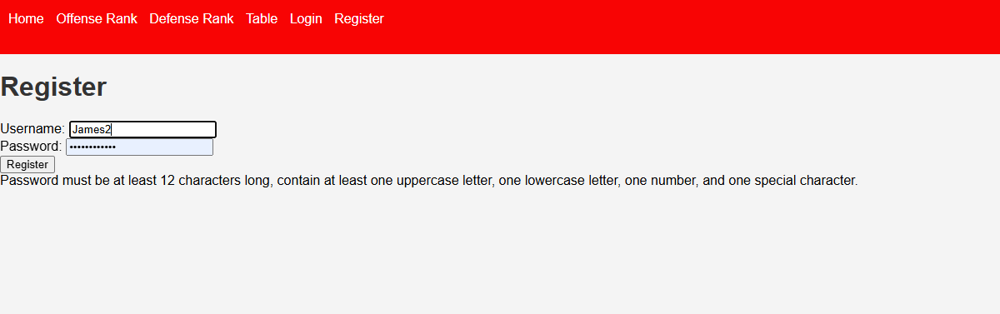 Home Offense Rank Defense Rank Table Login Register
Register
Username: James2
Password: ••••••••••••
Register
Password must be at least 12 characters long, contain at least one uppercase letter, one lowercase letter, one number, and one special character.